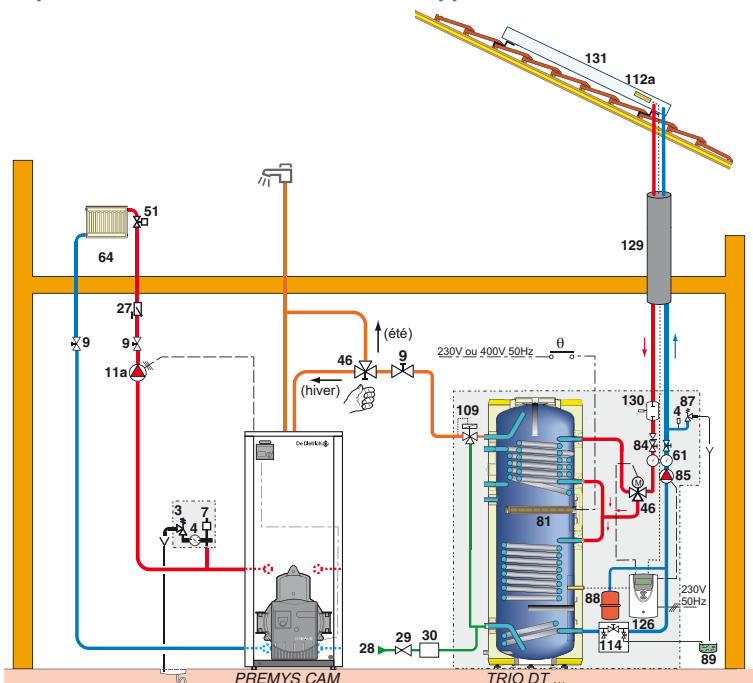 131
112a
51
64
129
27
(été)
9
9
46
9
230V ou 400V 50Hz
θ
11a
(hiver)
130
4
87
109
De Dietrich
84
61
85
M
46
3
7
4
81
88
230V
50Hz
126
28
29
30
114
89
PREMYS CAM
TRIO DT ...